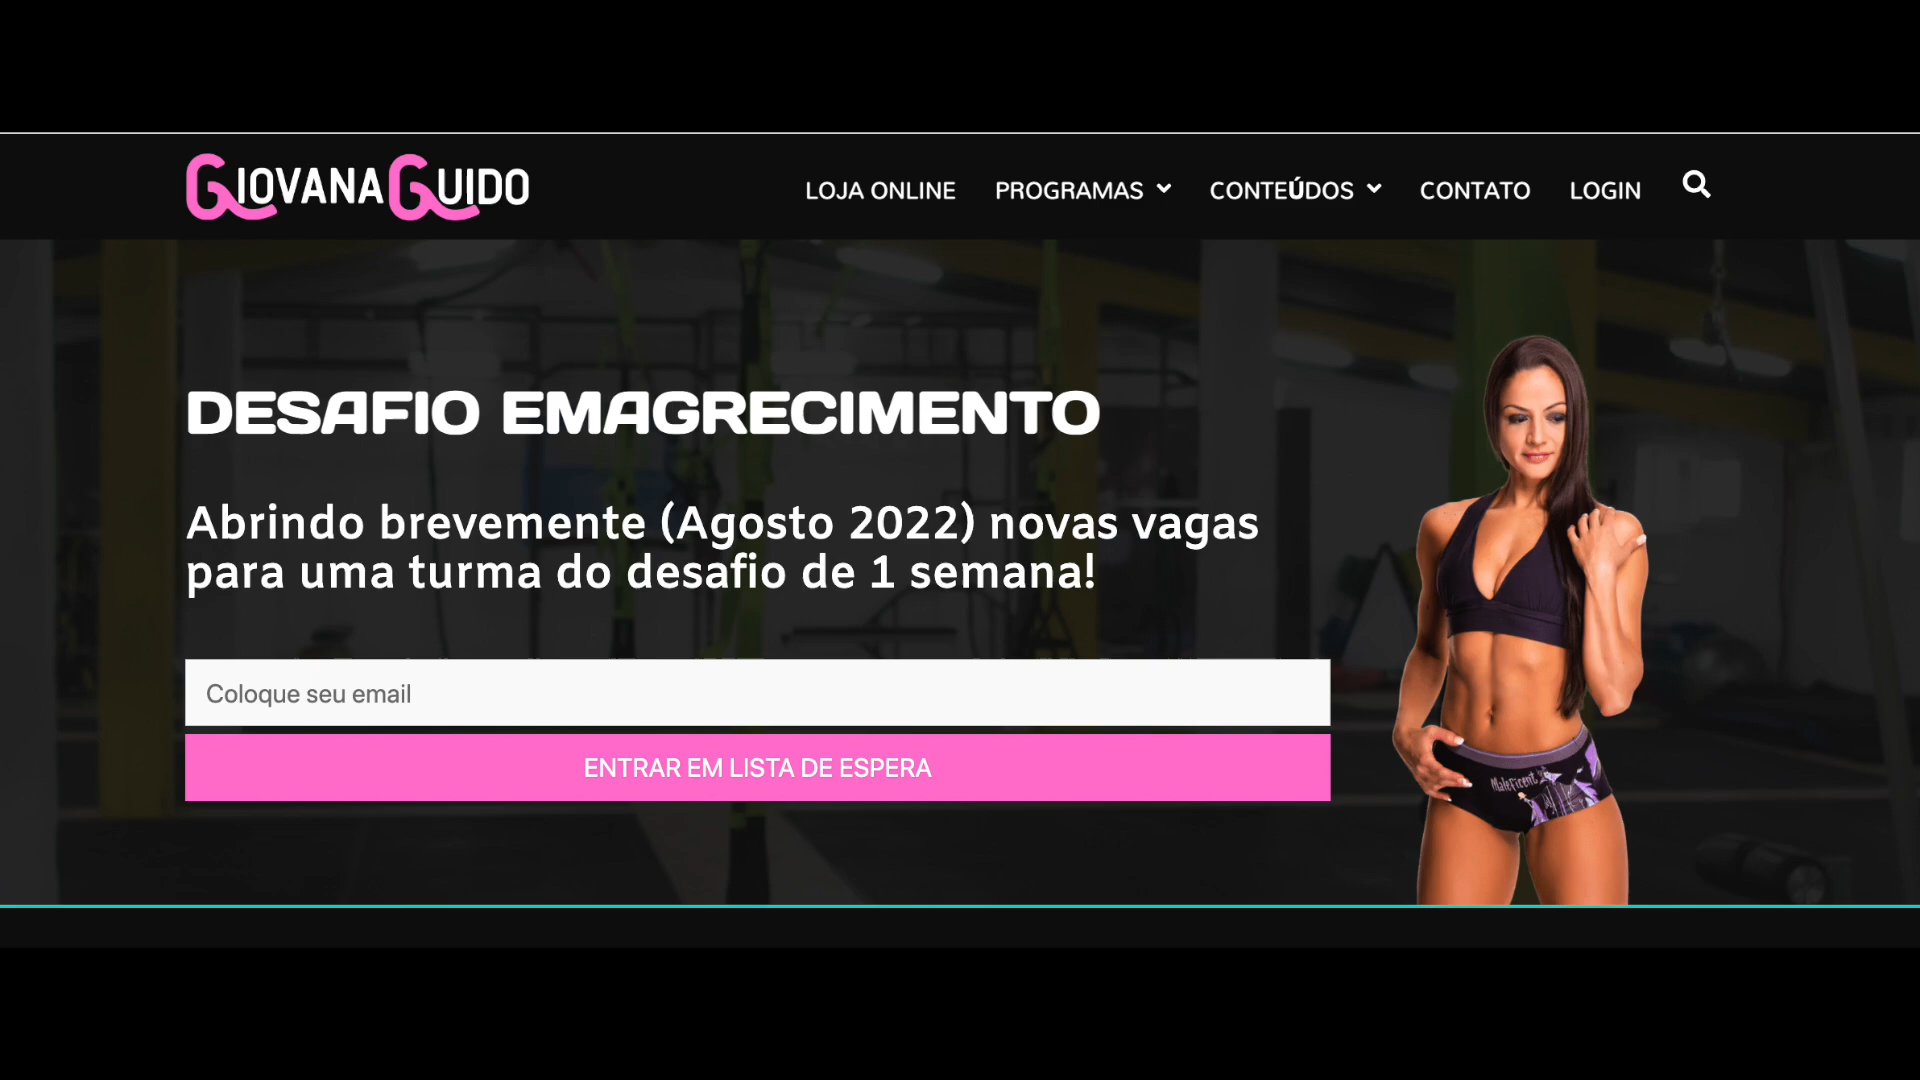 GIOVANA GUIDO
LOJA ONLINE PROGRAMAS CONTEÚDOS CONTATO LOGIN
DESAFIO EMAGRECIMENTO
Abrindo brevemente (Agosto 2022) novas vagas
para uma turma do desafio de 1 semana!
Coloque seu email
ENTRAR EM LISTA DE ESPERA
Maleficent